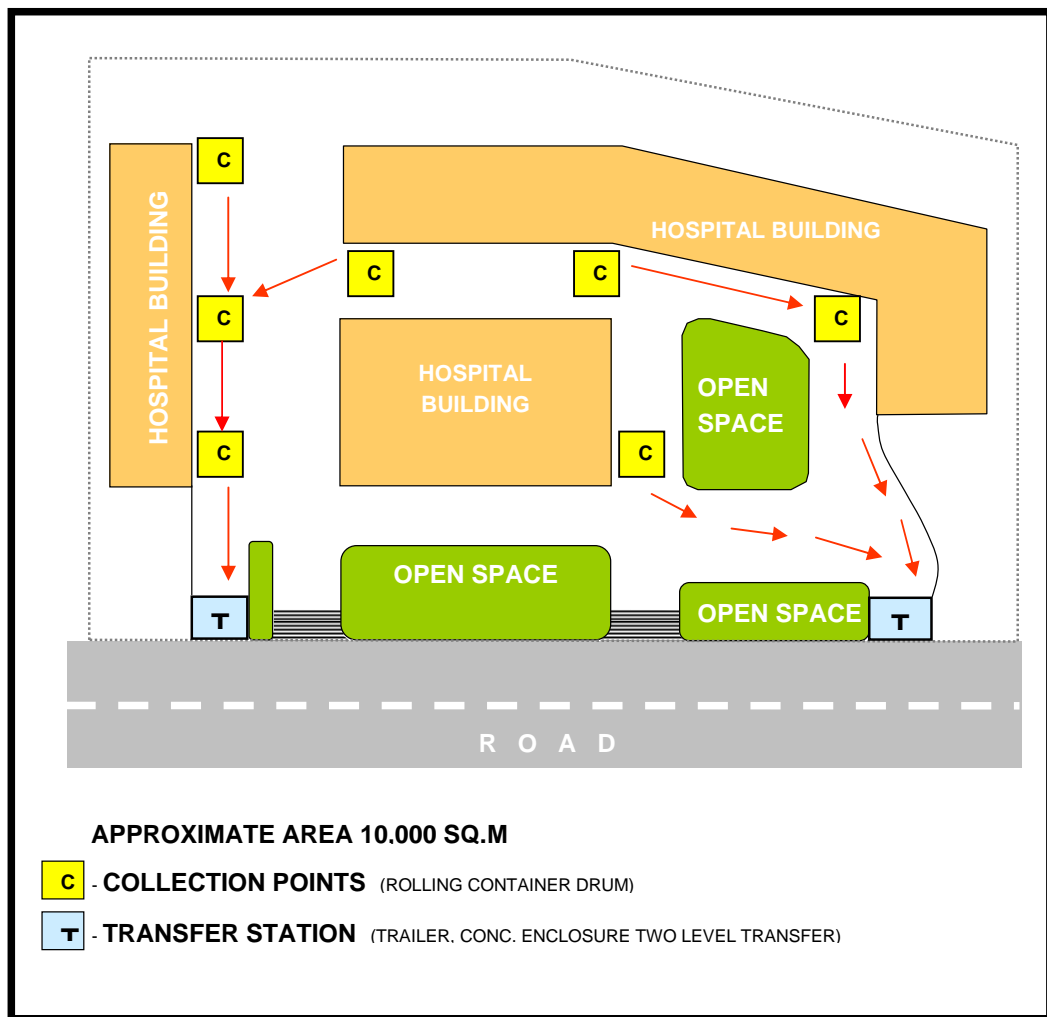 C
HOSPITAL BUILDING
HOSPITAL BUILDING
C
C
C
C
HOSPITAL
BUILDING
OPEN
SPACE
C
C
OPEN SPACE
OPEN SPACE
T
T
R O A D
APPROXIMATE AREA 10,000 SQ.M
C - COLLECTION POINTS (ROLLING CONTAINER DRUM)
T - TRANSFER STATION (TRAILER, CONC. ENCLOSURE TWO LEVEL TRANSFER)